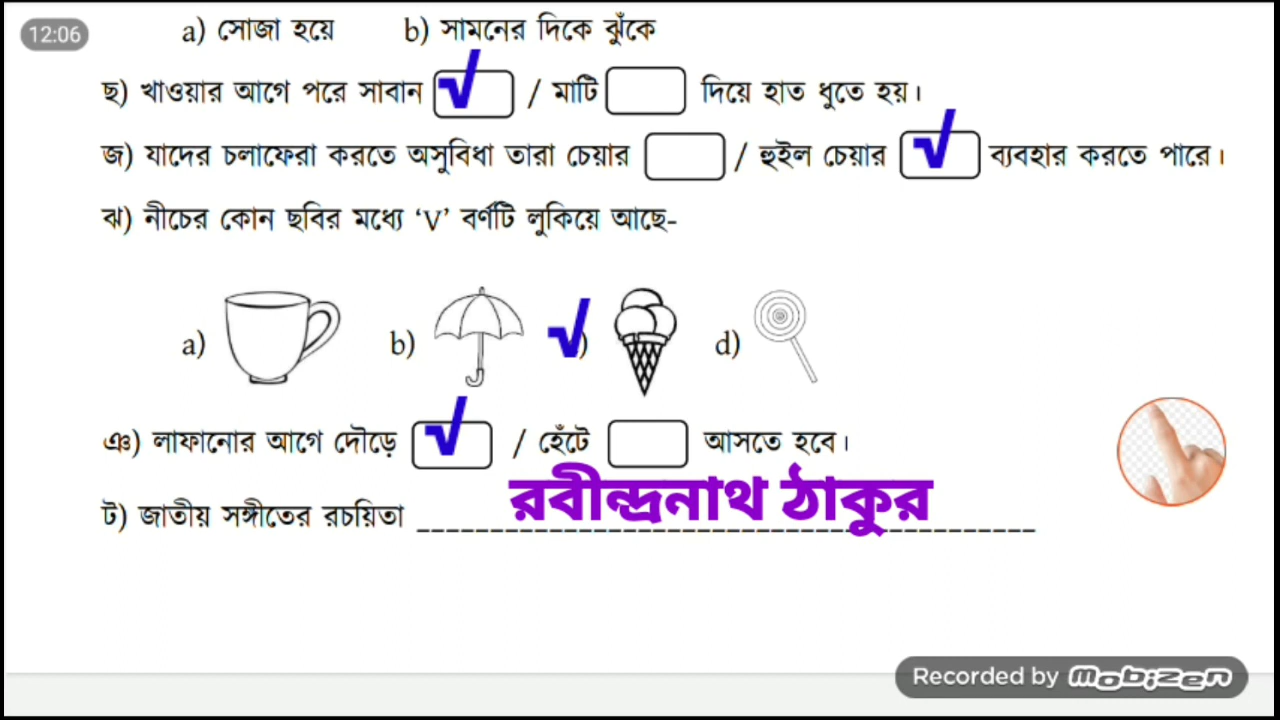 12:06
a) সোজা হয়ে b) সামনের দিকে ঝুঁকে
ছ) খাওয়ার আগে পরে সাবান √ / মাটি দিয়ে হাত ধুতে হয়।
জ) যাদের চলাফেরা করতে অসুবিধা তারা চেয়ার / হুইল চেয়ার √ ব্যবহার করতে পারে।
ঝ) নীচের কোন ছবির মধ্যে ‘V’ বর্ণটি লুকিয়ে আছে-
a) b) √) d)
ঞ) লাফানোর আগে দৌড়ে √ / হেঁটে আসতে হবে।
ট) জাতীয় সঙ্গীতের রচয়িতা রবীন্দ্রনাথ ঠাকুর
Recorded by Mobizen